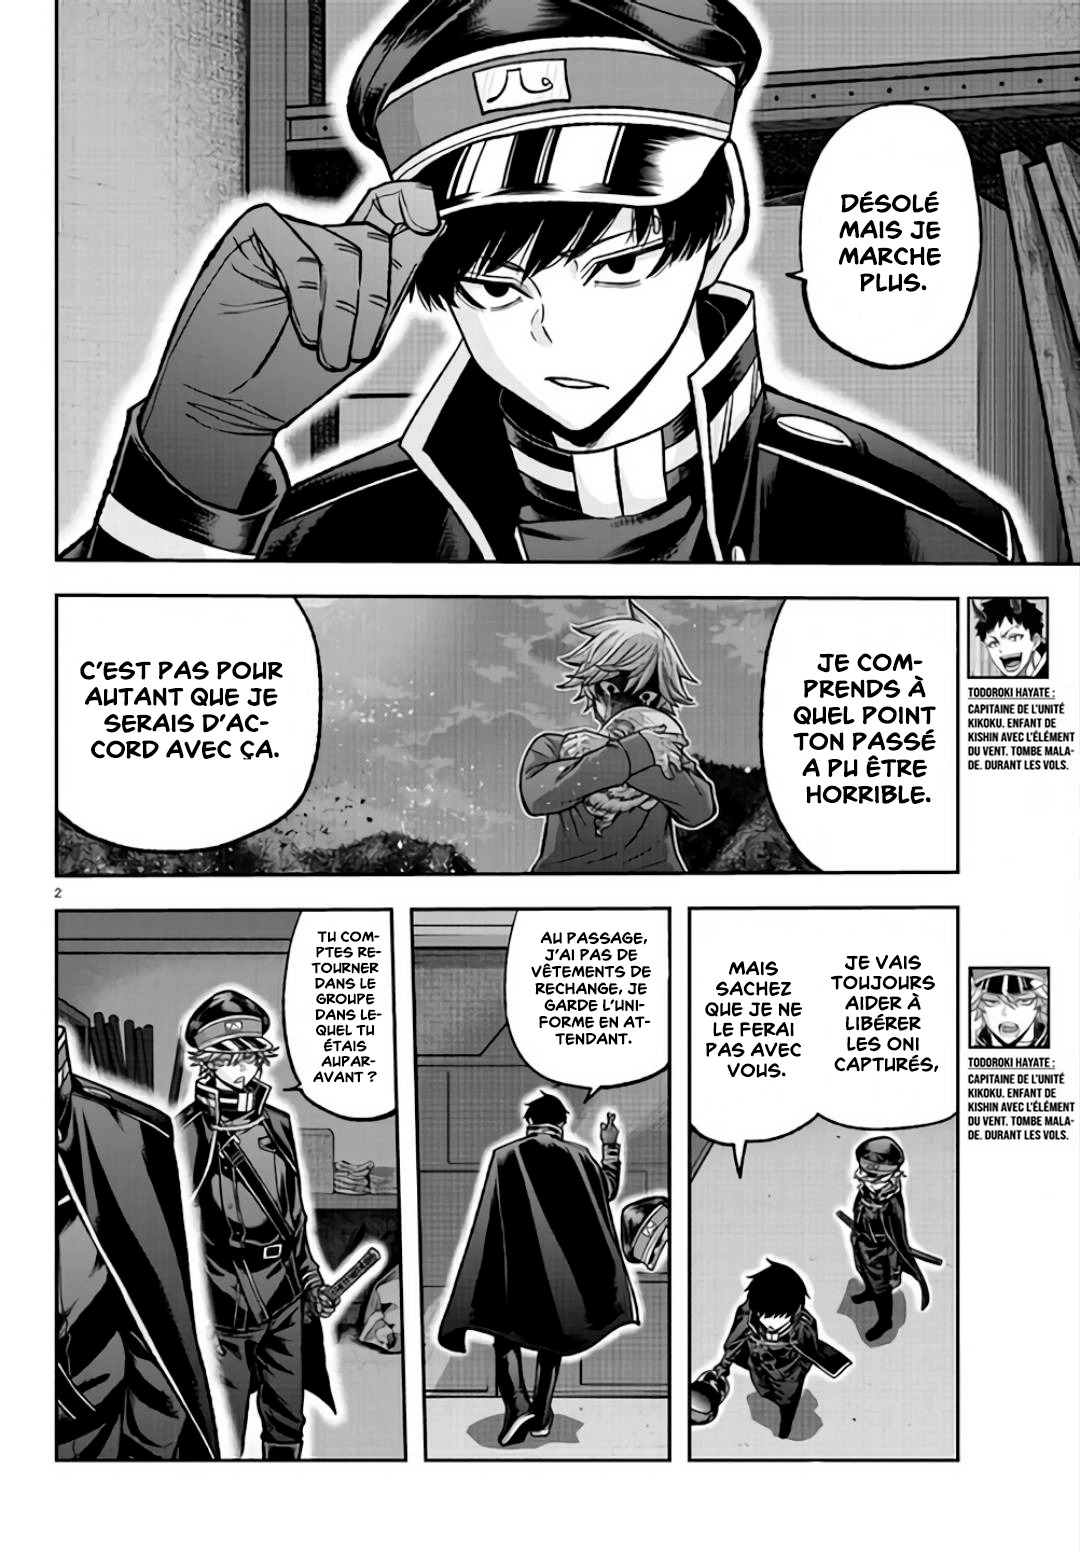 八。
DÉSOLÉ
MAIS JE
MARCHE
PLUS.
JE COM-
PRENDS À
QUEL POINT
TON PASSÉ
A PU ÊTRE
HORRIBLE.
C'EST PAS POUR
AUTANT QUE JE
SERAIS D'AC-
CORD AVEC ÇA.
TODOROKI HAYATE :
CAPITAINE DE L'UNITÉ
KIKOKU. ENFANT DE
KISHIN AVEC L'ÉLÉMENT
DU VENT. TOMBE MALA-
DE. DURANT LES VOLS.
2
JE VAIS
TOUJOURS
AIDER À
LIBÉRER
LES ONI
CAPTURÉS,
MAIS
SACHEZ
QUE JE NE
LE FERAI
PAS AVEC
VOUS.
AU PASSAGE,
J'AI PAS DE
VÊTEMENTS DE
RECHANGE, JE
GARDE L'UNI-
FORME EN AT-
TENDANT.
TU COM-
PTES RE-
TOURNER
DANS LE
GROUPE
DANS LE-
QUEL TU
ÉTAIS
AUPAR-
AVANT ?
TODOROKI HAYATE :
CAPITAINE DE L'UNITÉ
KIKOKU. ENFANT DE
KISHIN AVEC L'ÉLÉMENT
DU VENT. TOMBE MALA-
DE. DURANT LES VOLS.